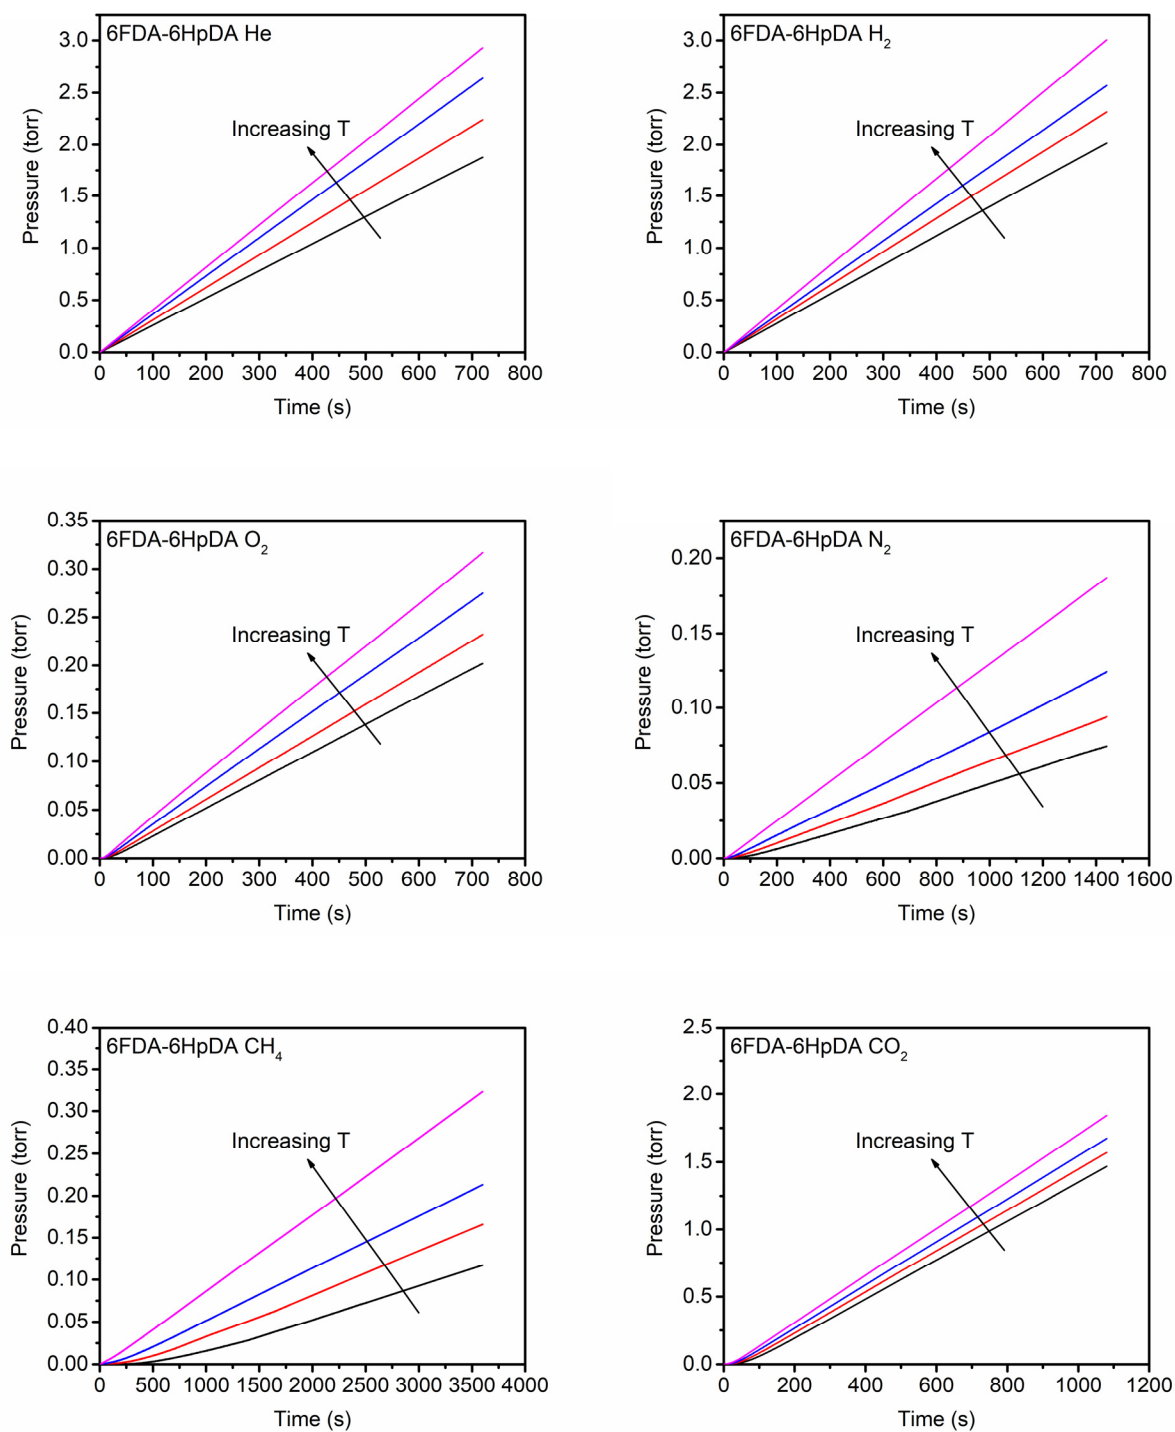 6FDA-6HpDA He
Increasing T
Pressure (torr)
3.0
2.5
2.0
1.5
1.0
0.5
0.0
0 100 200 300 400 500 600 700 800
Time (s)
6FDA-6HpDA H₂
Increasing T
Pressure (torr)
3.0
2.5
2.0
1.5
1.0
0.5
0.0
0 100 200 300 400 500 600 700 800
Time (s)
6FDA-6HpDA O₂
Increasing T
Pressure (torr)
0.35
0.30
0.25
0.20
0.15
0.10
0.05
0.00
0 100 200 300 400 500 600 700 800
Time (s)
6FDA-6HpDA N₂
Increasing T
Pressure (torr)
0.20
0.15
0.10
0.05
0.00
0 200 400 600 800 1000 1200 1400 1600
Time (s)
6FDA-6HpDA CH₄
Increasing T
Pressure (torr)
0.40
0.35
0.30
0.25
0.20
0.15
0.10
0.05
0.00
0 500 1000 1500 2000 2500 3000 3500 4000
Time (s)
6FDA-6HpDA CO₂
Increasing T
Pressure (torr)
2.5
2.0
1.5
1.0
0.5
0.0
0 200 400 600 800 1000 1200
Time (s)